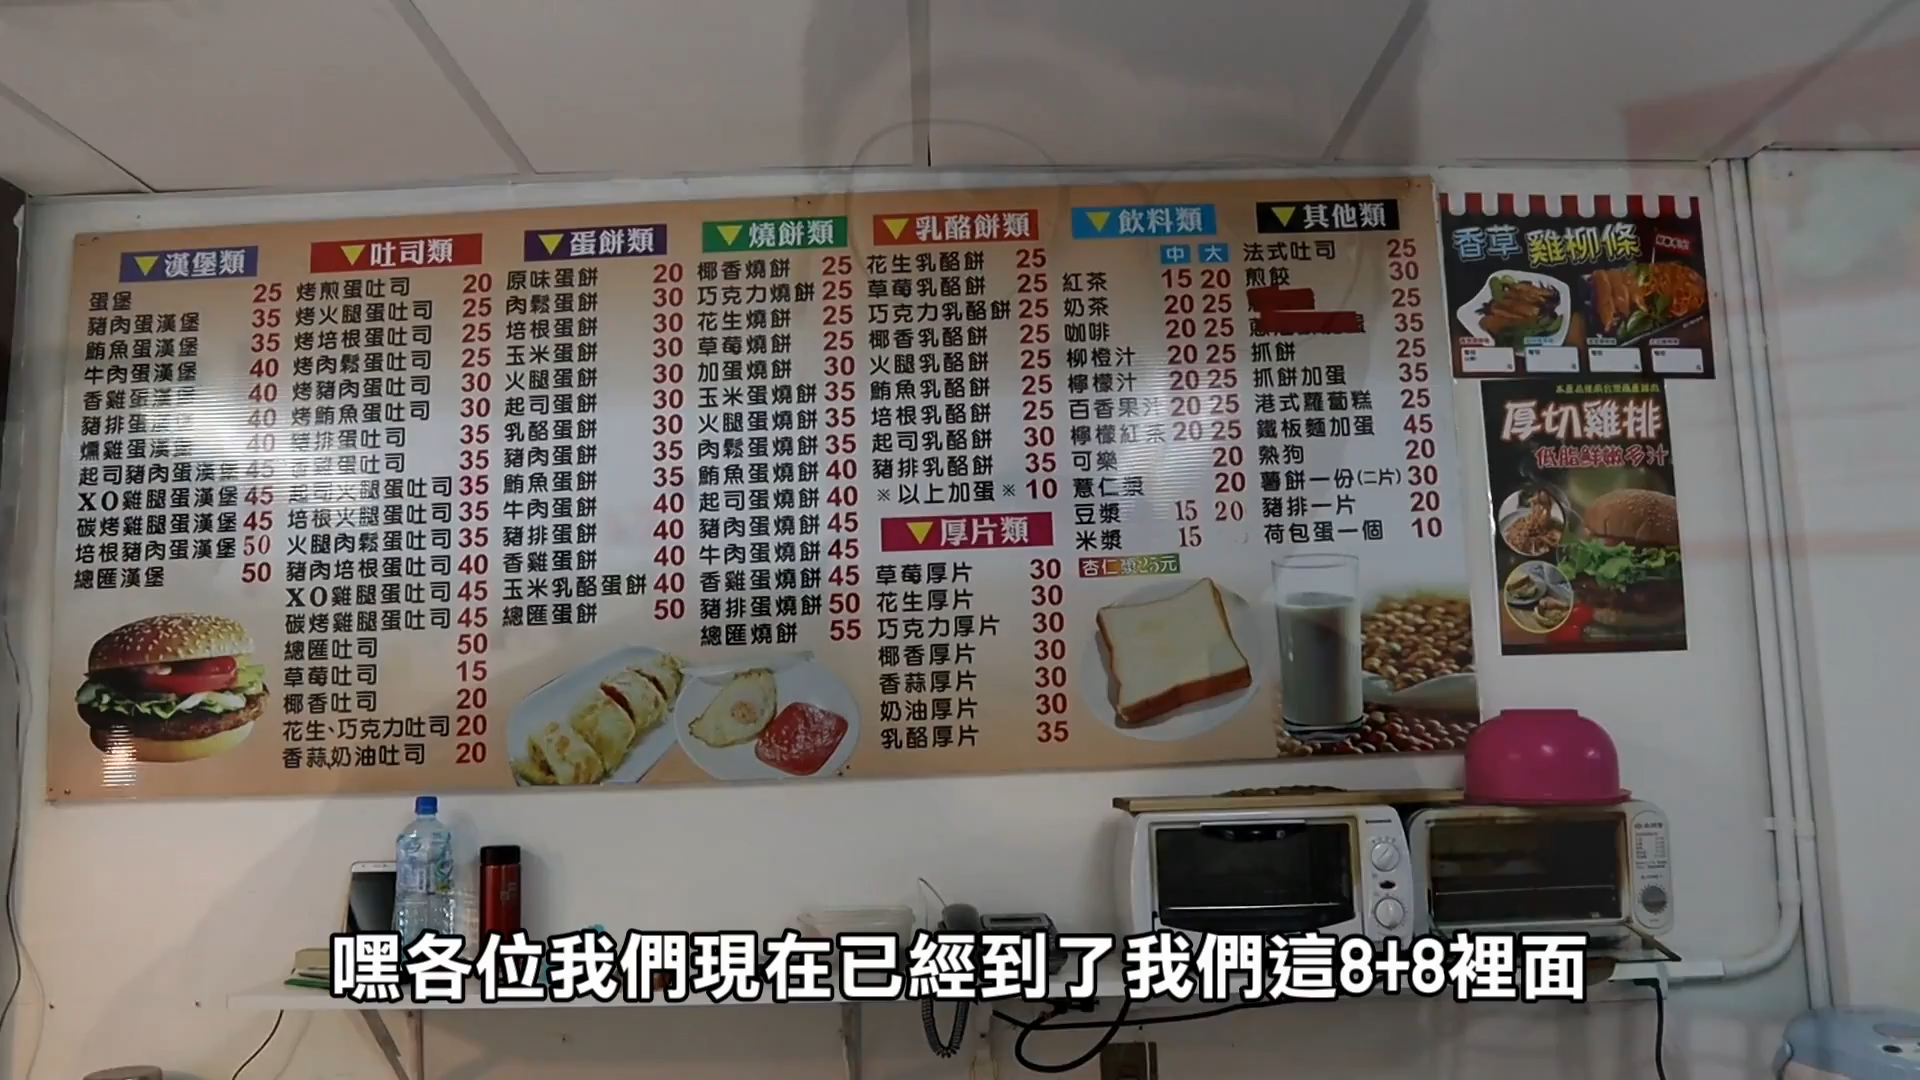 漢堡類
蛋堡 25
豬肉蛋漢堡 35
鮪魚蛋漢堡 35
牛肉蛋漢堡 40
香雞蛋漢堡 40
豬排蛋漢堡 40
燻雞蛋漢堡 40
起司豬肉蛋漢堡 45
XO雞腿蛋漢堡 45
碳烤雞腿蛋漢堡 45
培根豬肉蛋漢堡 50
總匯漢堡 50
吐司類
烤煎蛋吐司 20
烤火腿蛋吐司 25
烤培根蛋吐司 25
烤肉鬆蛋吐司 25
烤豬肉蛋吐司 30
烤鮪魚蛋吐司 30
豬排蛋吐司 35
香雞蛋吐司 35
起司火腿蛋吐司 35
培根火腿蛋吐司 35
火腿肉鬆蛋吐司 35
豬肉培根蛋吐司 40
XO雞腿蛋吐司 45
碳烤雞腿蛋吐司 45
總匯吐司 50
草莓吐司 15
椰香吐司 20
花生、巧克力吐司 20
香蒜,奶油吐司 20
蛋餅類
原味蛋餅 20
肉鬆蛋餅 30
培根蛋餅 30
玉米蛋餅 30
火腿蛋餅 30
起司蛋餅 30
乳酪蛋餅 30
豬肉蛋餅 35
鮪魚蛋餅 35
牛肉蛋餅 40
豬排蛋餅 40
香雞蛋餅 40
玉米乳酪蛋餅 40
總匯蛋餅 50
燒餅類
椰香燒餅 25
巧克力燒餅 25
花生燒餅 25
草莓燒餅 25
加蛋燒餅 30
玉米蛋燒餅 35
火腿蛋燒餅 35
肉鬆蛋燒餅 35
鮪魚蛋燒餅 40
起司蛋燒餅 40
豬肉蛋燒餅 45
牛肉蛋燒餅 45
香雞蛋燒餅 45
豬排蛋燒餅 50
總匯燒餅 55
乳酪餅類
花生乳酪餅 25
草莓乳酪餅 25
巧克力乳酪餅 25
椰香乳酪餅 25
火腿乳酪餅 25
鮪魚乳酪餅 25
培根乳酪餅 25
起司乳酪餅 30
豬排乳酪餅 35
※以上加蛋※ 10
厚片類
草莓厚片 30
花生厚片 30
巧克力厚片 30
椰香厚片 30
香蒜厚片 30
奶油厚片 30
乳酪厚片 35
飲料類
中 大
紅茶 15 20
奶茶 20 25
咖啡 20 25
柳橙汁 20 25
檸檬汁 20 25
百香果汁 20 25
檸檬紅茶 20 25
可樂 20
薏仁漿 20
豆漿 15 20
米漿 15
杏仁漿25元
其他類
法式吐司 25
煎餃 30
25
35
抓餅 25
抓餅加蛋 35
港式蘿蔔糕 25
鐵板麵加蛋 45
熱狗 20
薯餅一份(二片) 30
豬排一片 20
荷包蛋一個 10
香草 雞柳條
厚切雞排
低脂鮮嫩多汁
嘿各位我們現在已經到了我們這8+8裡面